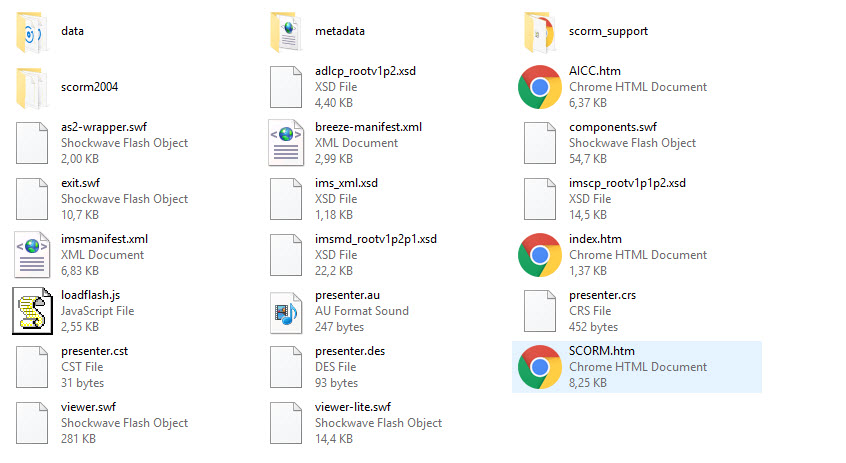 data
metadata
scorm_support
scorm2004
adlcp_rootv1p2.xsd
XSD File
4,40 KB
AICC.htm
Chrome HTML Document
6,37 KB
as2-wrapper.swf
Shockwave Flash Object
2,00 KB
breeze-manifest.xml
XML Document
2,99 KB
components.swf
Shockwave Flash Object
54,7 KB
exit.swf
Shockwave Flash Object
10,7 KB
ims_xml.xsd
XSD File
1,18 KB
imscp_rootv1p1p2.xsd
XSD File
14,5 KB
imsmanifest.xml
XML Document
6,83 KB
imsmd_rootv1p2p1.xsd
XSD File
22,2 KB
index.htm
Chrome HTML Document
1,37 KB
loadflash.js
JavaScript File
2,55 KB
presenter.au
AU Format Sound
247 bytes
presenter.crs
CRS File
452 bytes
presenter.cst
CST File
31 bytes
presenter.des
DES File
93 bytes
SCORM.htm
Chrome HTML Document
8,25 KB
viewer.swf
Shockwave Flash Object
281 KB
viewer-lite.swf
Shockwave Flash Object
14,4 KB